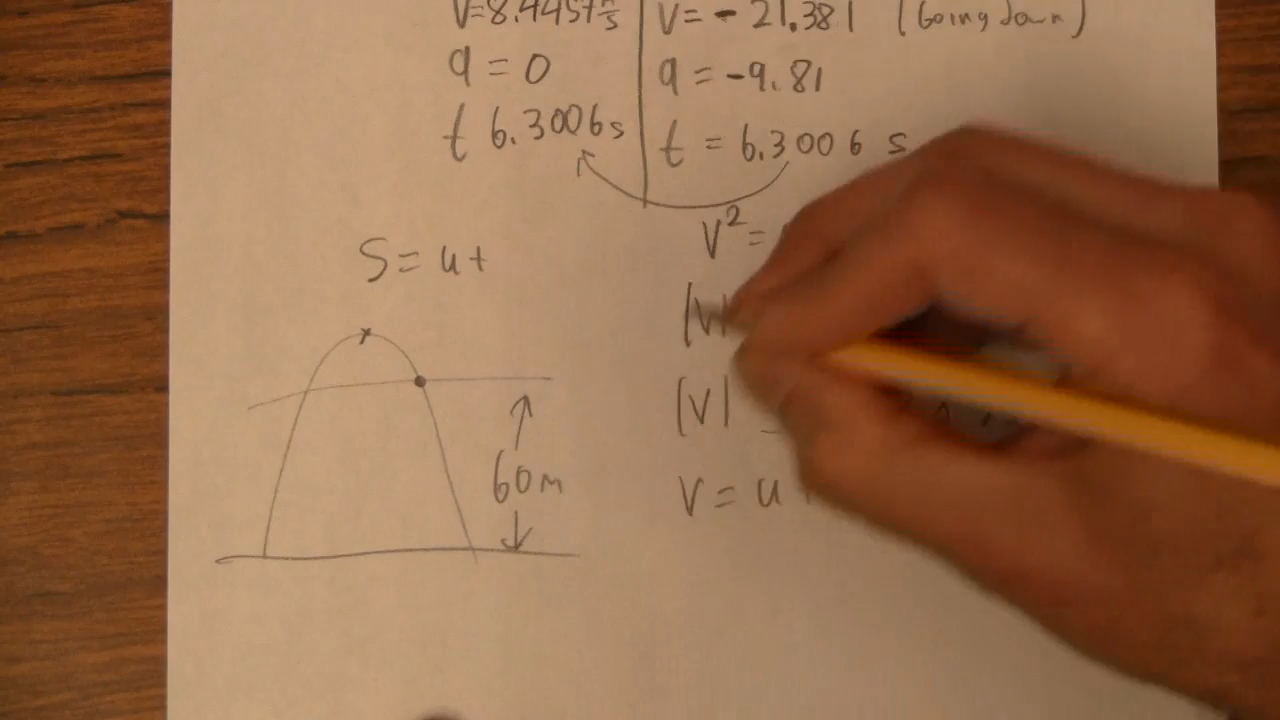 V=8.4457 m/s
V = - 21.381 (Going down)
a = 0
a = -9.81
t 6.3006s
t = 6.3006 s
V² =
S = ut
|V|
|V|
60m
V = u